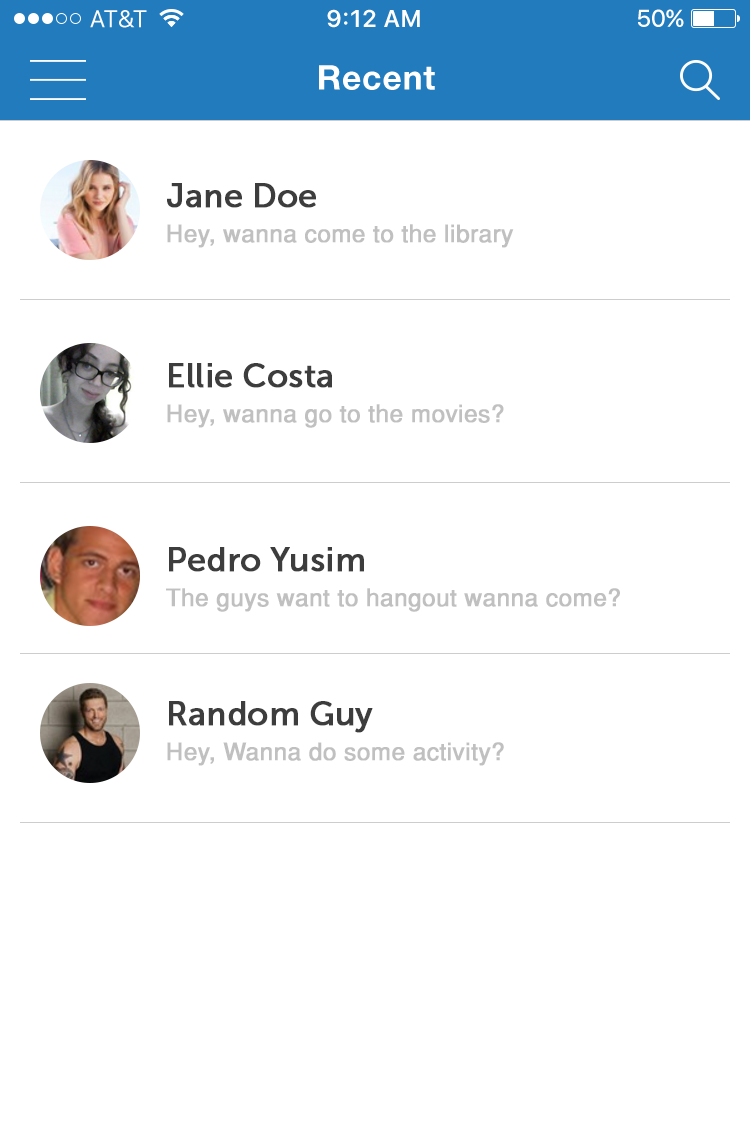 AT&T 9:12 AM 50%
Recent
Jane Doe
Hey, wanna come to the library
Ellie Costa
Hey, wanna go to the movies?
Pedro Yusim
The guys want to hangout wanna come?
Random Guy
Hey, Wanna do some activity?